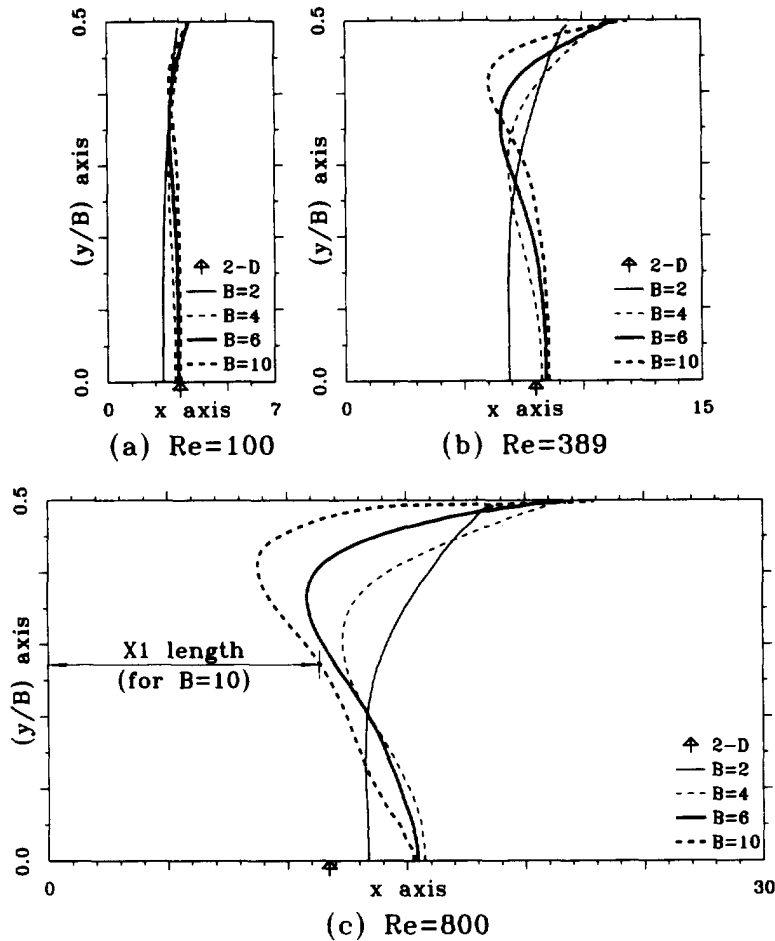 0.5
(y/B) axis
0.0
2-D
B=2
B=4
B=6
B=10
0
x axis
7
(a) Re=100
0.5
(y/B) axis
0.0
2-D
B=2
B=4
B=6
B=10
0
x axis
15
(b) Re=389
0.5
(y/B) axis
0.0
X1 length
(for B=10)
2-D
B=2
B=4
B=6
B=10
0
x axis
30
(c) Re=800